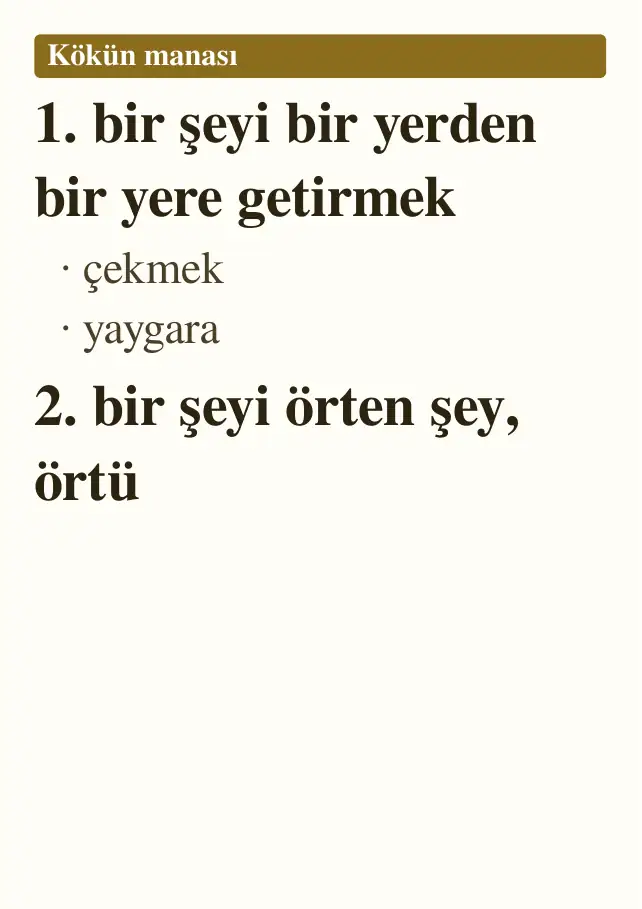 Kökün manası
1. bir şeyi bir yerden
bir yere getirmek
· çekmek
· yaygara
2. bir şeyi örten şey,
örtü